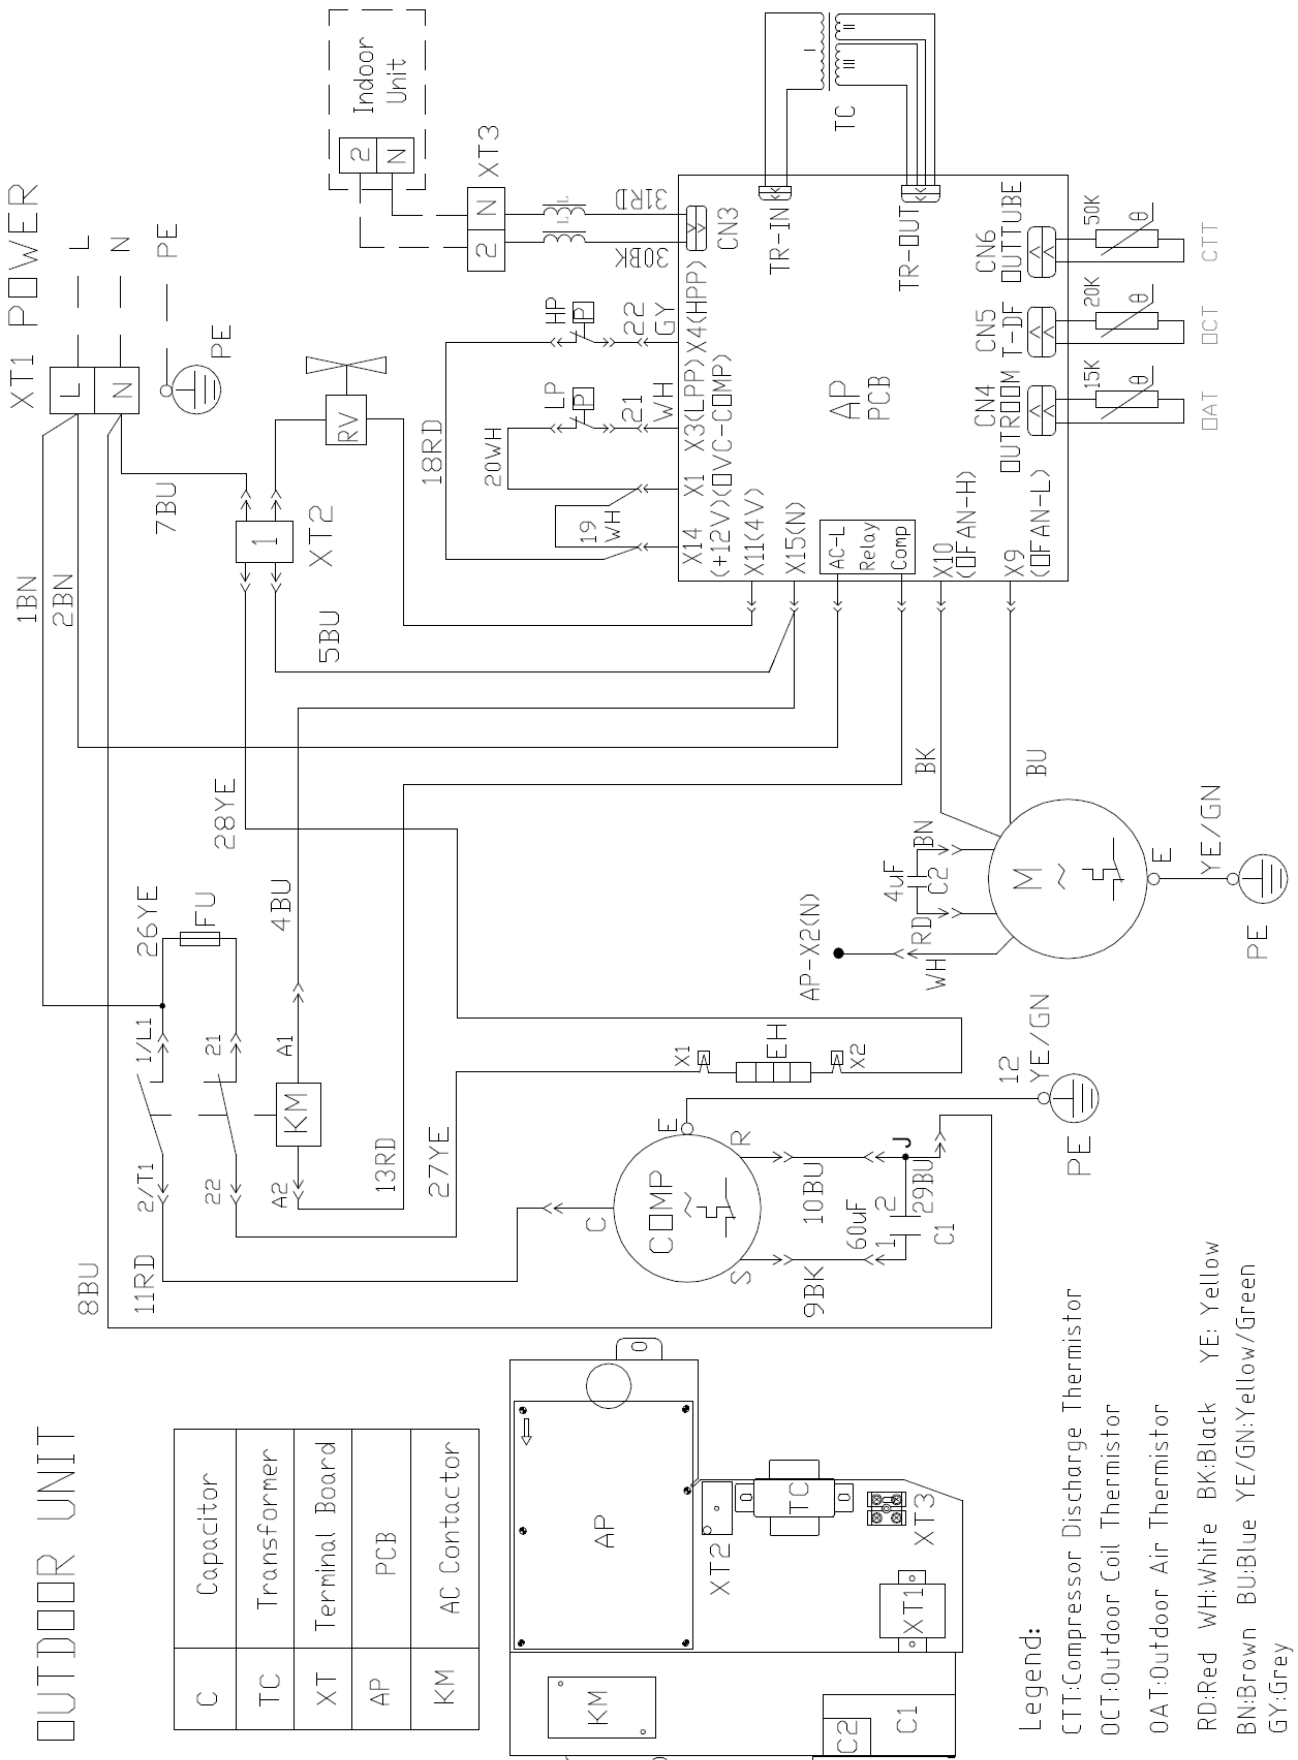 OUTDOOR UNIT
XT1 POWER
L
N
L
N
PE
PE
1BN
2BN
7BU
8BU
28YE
26YE
FU
1/L1
2/T1
21
22
A1
A2
KM
4BU
5BU
11RD
13RD
27YE
1
XT2
RV
Indoor
Unit
2
N
2
N
XT3
30BK
31RD
CN3
18RD
20WH
19
WH
LP
P
21
WH
HP
P
22
GY
X14
(+12V)
X1
(OVC-COMP)
X3(LPP)
X4(HPP)
X11(4V)
X15(N)
AC-L
Relay
Comp
X10
(OFAN-H)
X9
(OFAN-L)
AP
PCB
TR-IN
TR-OUT
TC
I
II
III
CN4
OUTROOM
CN5
T-DF
CN6
OUTTUBE
15K
θ
OAT
20K
θ
OCT
50K
θ
CTT
BK
BU
4uF
C2
BN
RD
WH
AP-X2(N)
M
~
E
YE/GN
PE
X1
EH
X2
12
YE/GN
PE
COMP
~
C
S
R
E
9BK
10BU
60uF
1
2
C1
29BU
J
C
Capacitor
TC
Transformer
XT
Terminal Board
AP
PCB
KM
AC Contactor
AP
XT2
TC
XT3
XT1
KM
C2
C1
Legend:
CTT:Compressor Discharge Thermistor
OCT:Outdoor Coil Thermistor
OAT:Outdoor Air Thermistor
RD:Red WH:White BK:Black YE: Yellow
BN:Brown BU:Blue YE/GN:Yellow/Green
GY:Grey